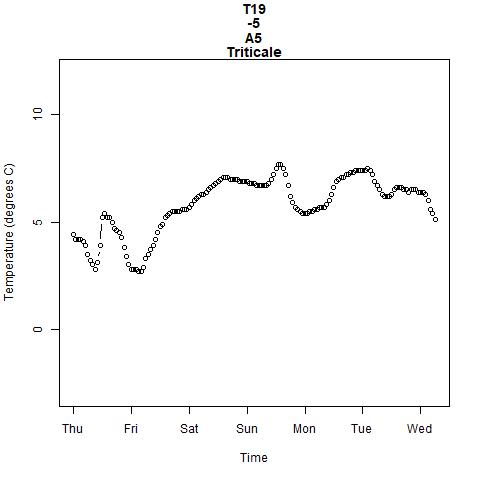 T19
-5
A5
Triticale
Temperature (degrees C)
10
5
0
Thu Fri Sat Sun Mon Tue Wed
Time